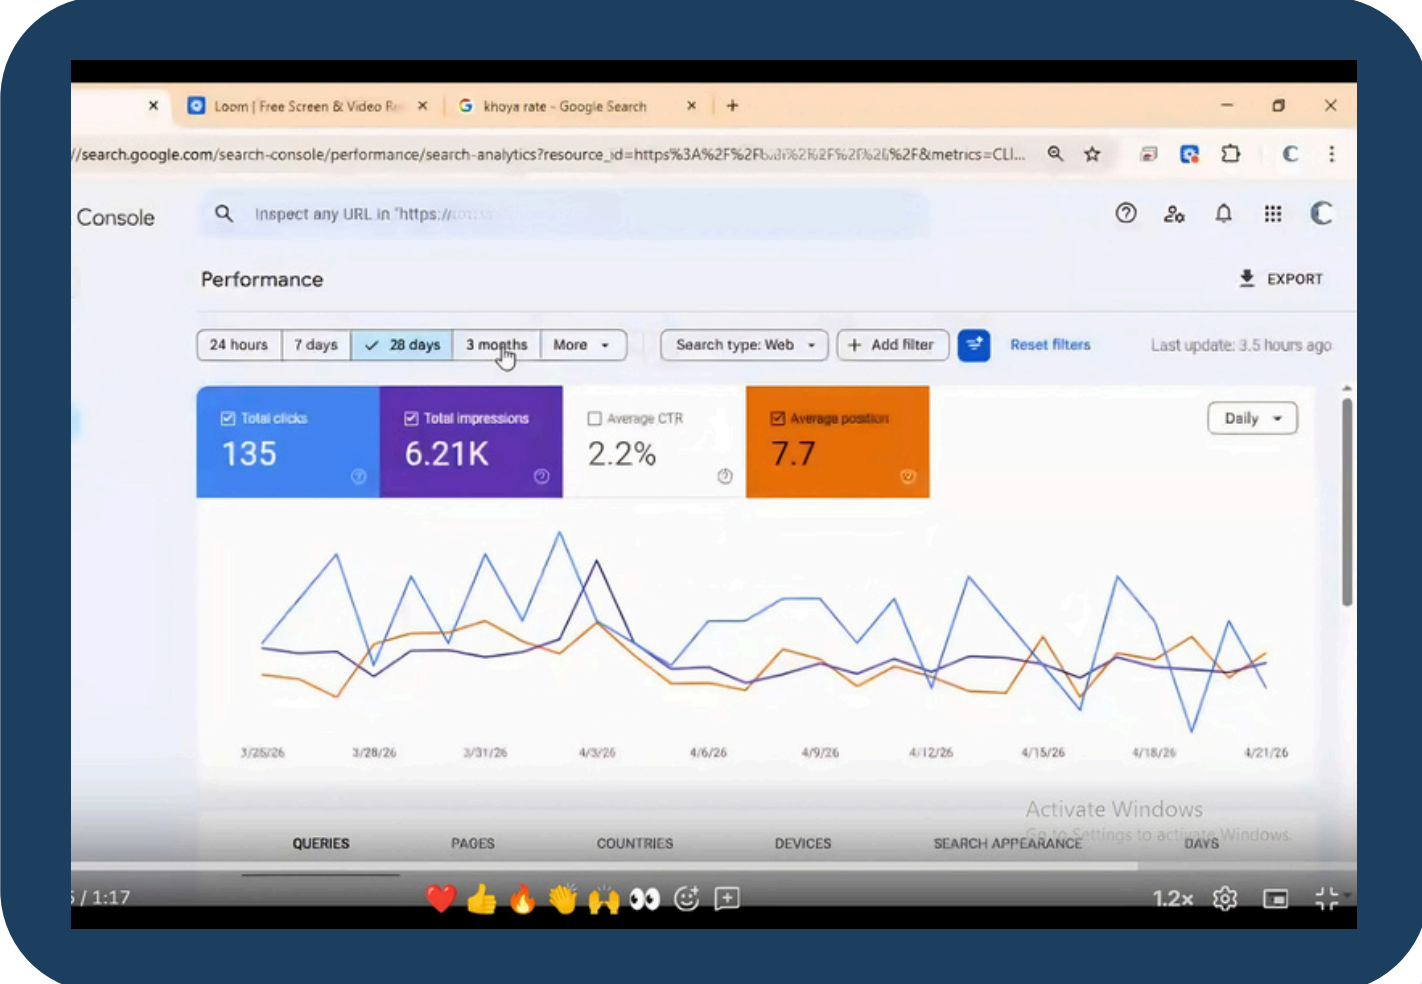 Loom | Free Screen & Video Re
khoya rate - Google Search
//search.google.com/search-console/performance/search-analytics?resource_id=https%3A%2F%2F
%2F&metrics=CLI...
Console
Inspect any URL in "https://
Performance
EXPORT
24 hours
7 days
28 days
3 months
More
Search type: Web
Add filter
Reset filters
Last update: 3.5 hours ago
Total clicks
135
Total impressions
6.21K
Average CTR
2.2%
Average position
7.7
Daily
3/25/26
3/28/26
3/31/26
4/3/26
4/6/26
4/9/26
4/12/26
4/15/26
4/18/26
4/21/26
Activate Windows
Go to Settings to activate Windows.
QUERIES
PAGES
COUNTRIES
DEVICES
SEARCH APPEARANCE
DAYS
/ 1:17
1.2×